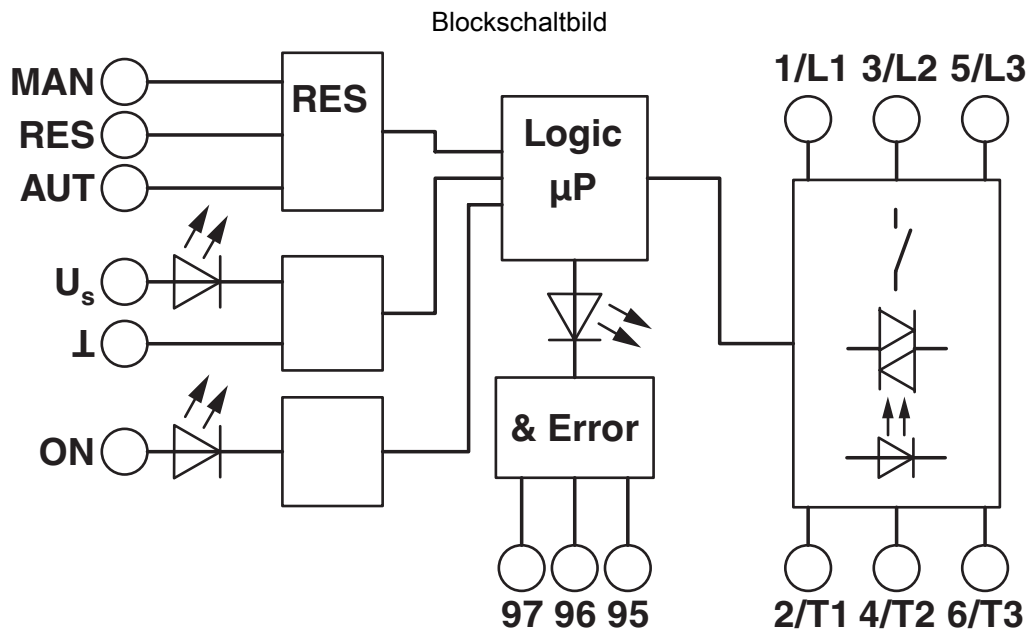 Blockschaltbild
MAN
RES
AUT
RES
Logic
µP
1/L1 3/L2 5/L3
Us
⊥
ON
& Error
97 96 95
2/T1 4/T2 6/T3